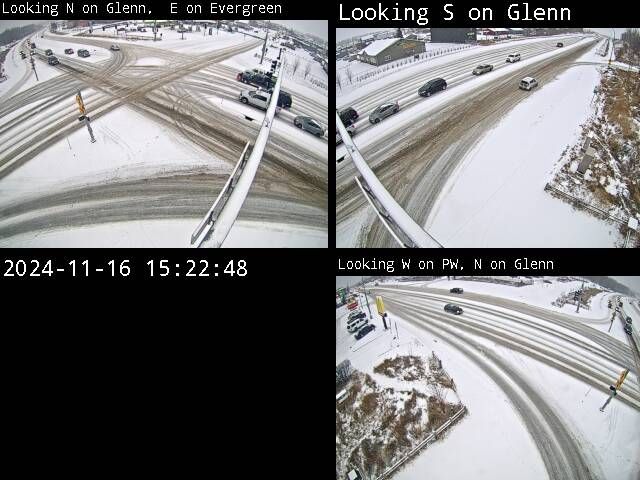 Looking N on Glenn,  E on Evergreen
Looking S on Glenn
2024-11-16 15:22:48
Looking W on PW, N on Glenn